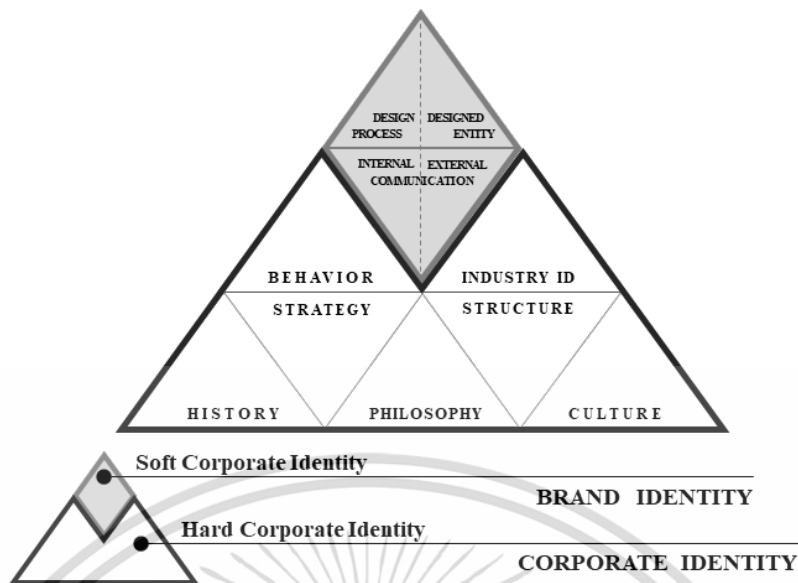 DESIGN DESIGNED
PROCESS ENTITY
INTERNAL EXTERNAL
COMMUNICATION
BEHAVIOR INDUSTRY ID
STRATEGY STRUCTURE
HISTORY PHILOSOPHY CULTURE
Soft Corporate Identity
BRAND IDENTITY
Hard Corporate Identity
CORPORATE IDENTITY